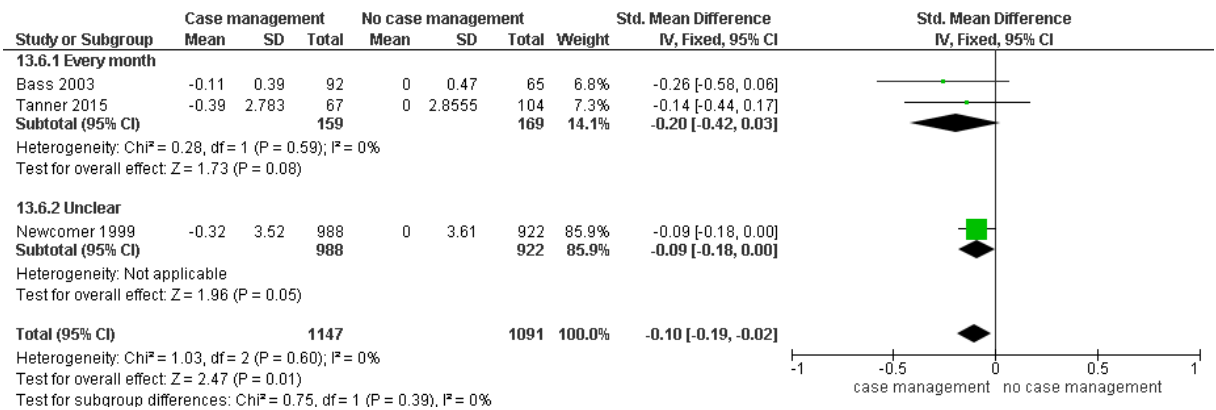 Case management No case management Std. Mean Difference Std. Mean Difference
Study or Subgroup Mean SD Total Mean SD Total Weight IV, Fixed, 95% CI IV, Fixed, 95% CI
13.6.1 Every month
Bass 2003 -0.11 0.39 92 0 0.47 65 6.8% -0.26 [-0.58, 0.06]
Tanner 2015 -0.39 2.783 67 0 2.8555 104 7.3% -0.14 [-0.44, 0.17]
Subtotal (95% CI) 159 169 14.1% -0.20 [-0.42, 0.03]
Heterogeneity: Chi² = 0.28, df = 1 (P = 0.59); I² = 0%
Test for overall effect: Z = 1.73 (P = 0.08)
13.6.2 Unclear
Newcomer 1999 -0.32 3.52 988 0 3.61 922 85.9% -0.09 [-0.18, 0.00]
Subtotal (95% CI) 988 922 85.9% -0.09 [-0.18, 0.00]
Heterogeneity: Not applicable
Test for overall effect: Z = 1.96 (P = 0.05)
Total (95% CI) 1147 1091 100.0% -0.10 [-0.19, -0.02]
Heterogeneity: Chi² = 1.03, df = 2 (P = 0.60); I² = 0%
Test for overall effect: Z = 2.47 (P = 0.01)
Test for subgroup differences: Chi² = 0.75, df = 1 (P = 0.39), I² = 0%
-1 -0.5 0 0.5 1
case management no case management